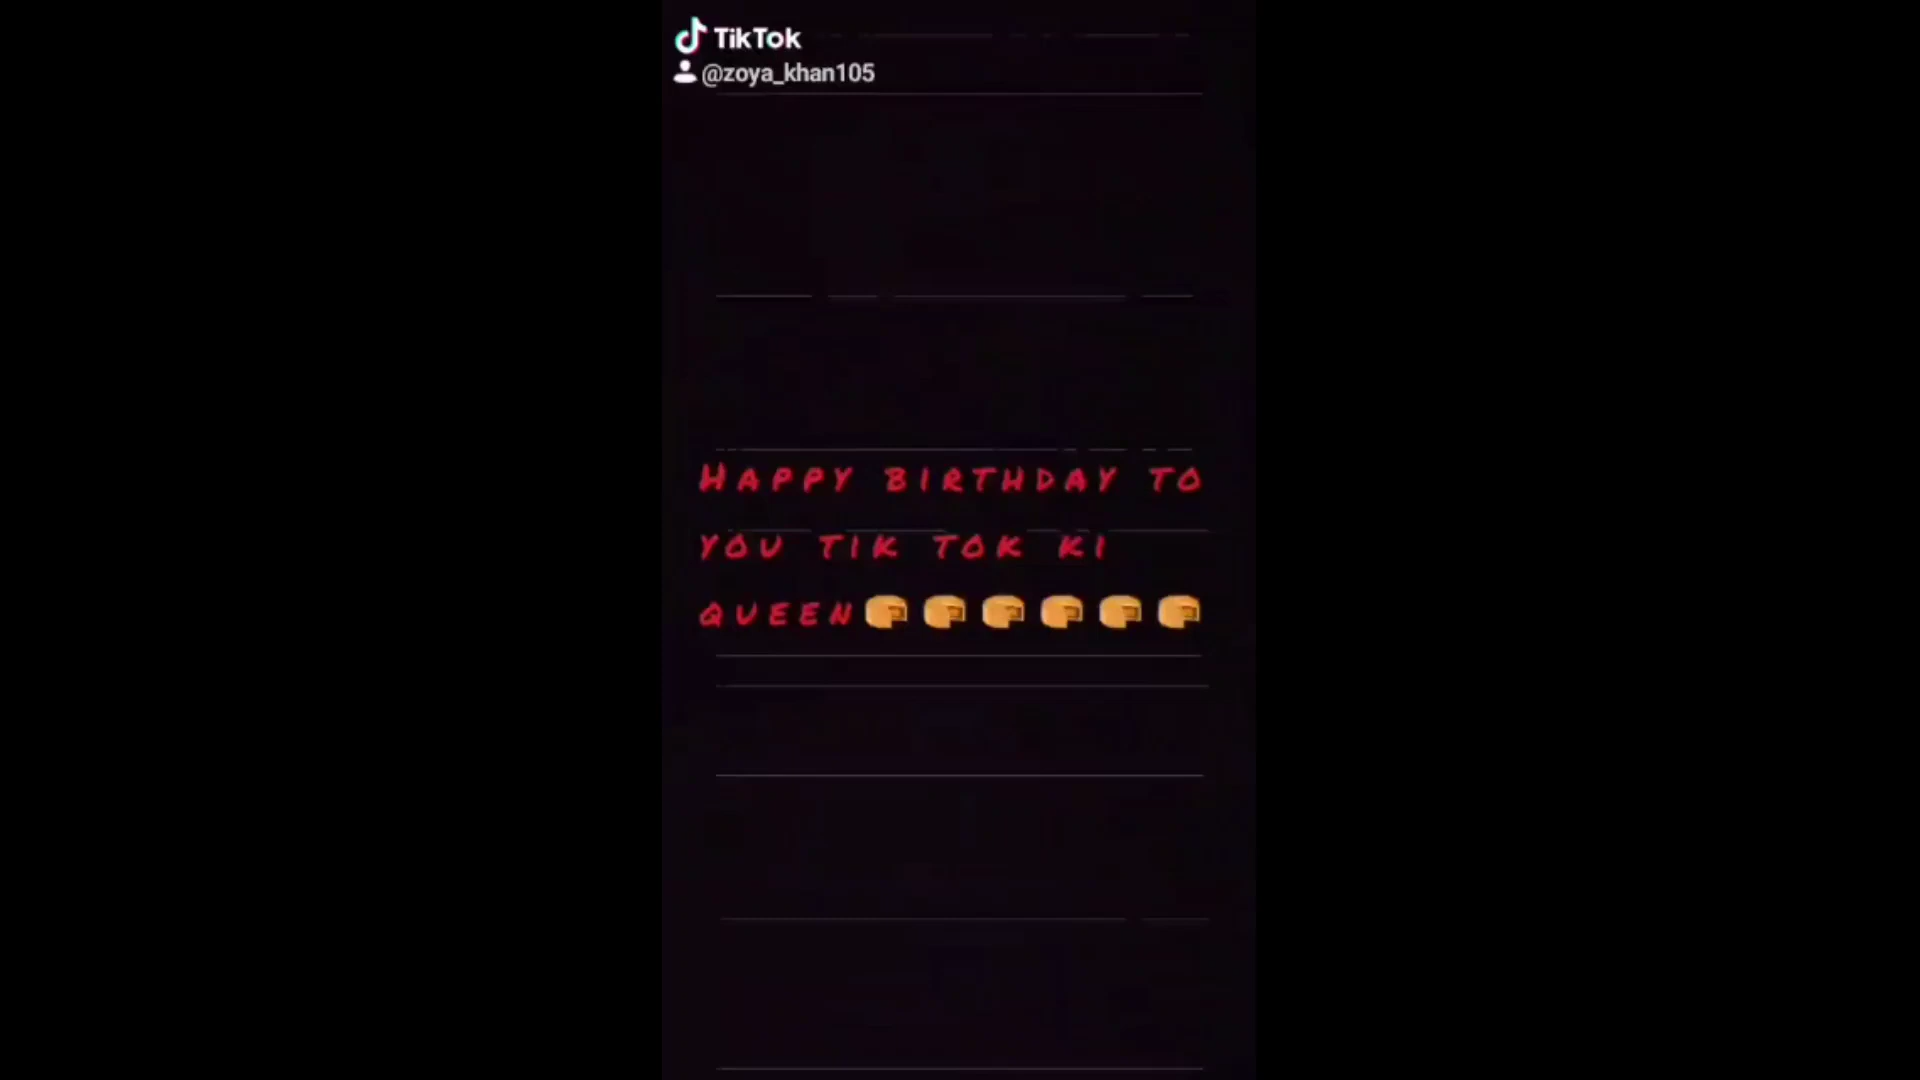 TikTok
@zoya_khan105
HAPPY BIRTHDAY TO
YOU TIK TOK KI
QUEEN🧀🧀🧀🧀🧀🧀